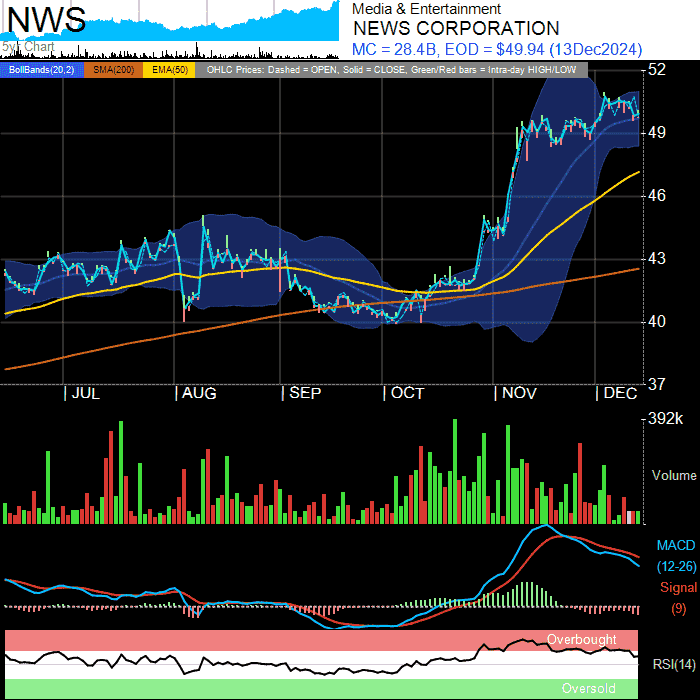 NWS
5yr Chart
Media & Entertainment
NEWS CORPORATION
MC = 28.4B, EOD = $49.94 (13Dec2024)
BollBands(20,2) SMA(200) EMA(50) OHLC Prices: Dashed = OPEN, Solid = CLOSE, Green/Red bars = Intra-day HIGH/LOW
52
49
46
43
40
37
JUL AUG SEP OCT NOV DEC
392k
Volume
MACD
(12-26)
Signal
(9)
Overbought
RSI(14)
Oversold